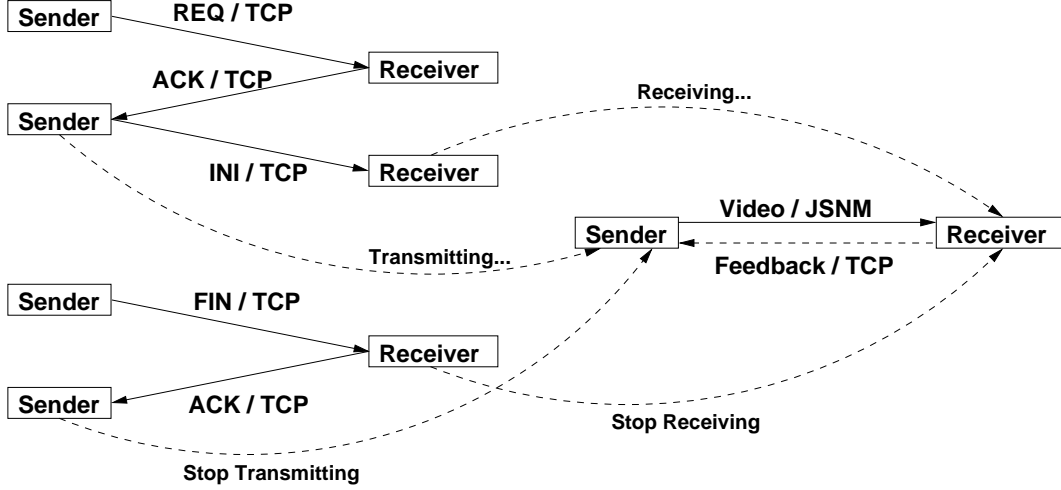 Sender
REQ / TCP
Receiver
ACK / TCP
Sender
INI / TCP
Receiver
Receiving...
Transmitting...
Sender
Video / JSNM
Receiver
Feedback / TCP
Sender
FIN / TCP
Receiver
Sender
ACK / TCP
Stop Receiving
Stop Transmitting